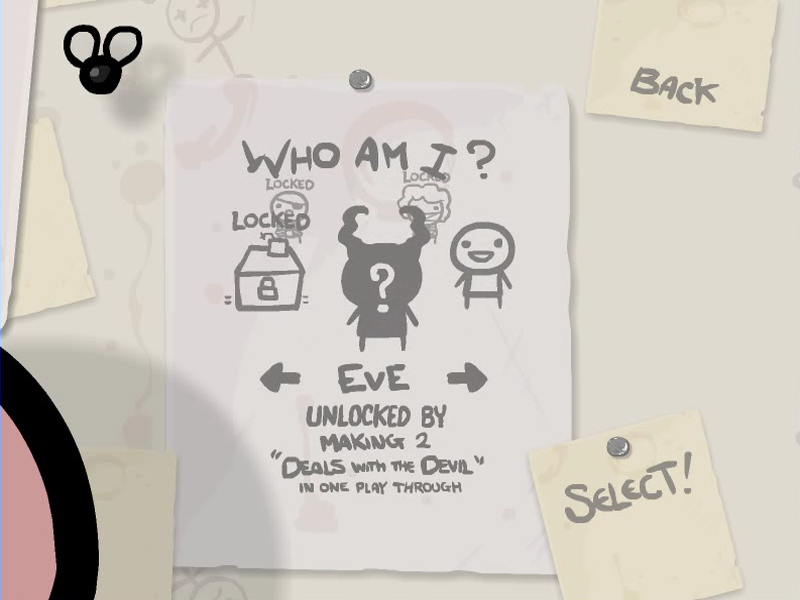 BACK
WHO AM I?
LOCKED
LOCKED
LOCKED
?
EVE
UNLOCKED BY
MAKING 2
"DEALS WITH THE DEVIL"
IN ONE PLAY THROUGH
SELECT!